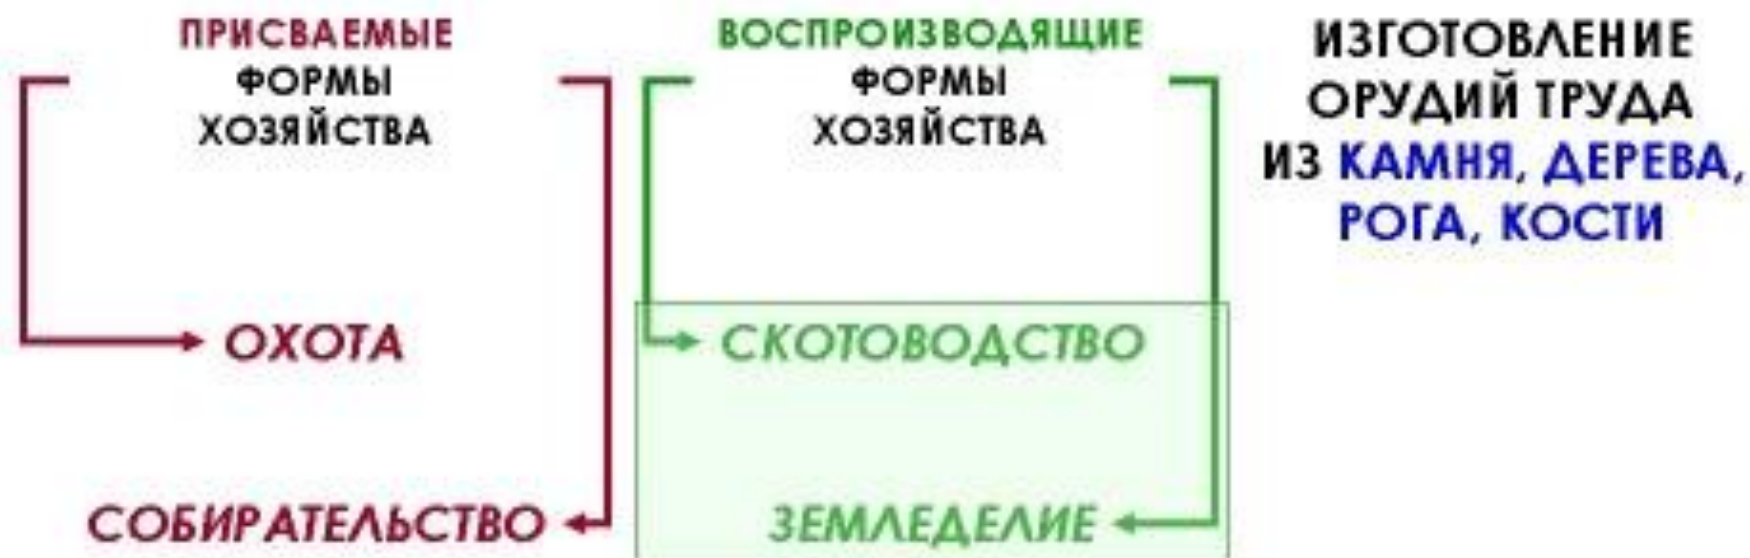 ПРИСВАЕМЫЕ
ФОРМЫ
ХОЗЯЙСТВА
ОХОТА
СОБИРАТЕЛЬСТВО
ВОСПРОИЗВОДЯЩИЕ
ФОРМЫ
ХОЗЯЙСТВА
СКОТОВОДСТВО
ЗЕМЛЕДЕЛИЕ
ИЗГОТОВЛЕНИЕ
ОРУДИЙ ТРУДА
ИЗ КАМНЯ, ДЕРЕВА,
РОГА, КОСТИ